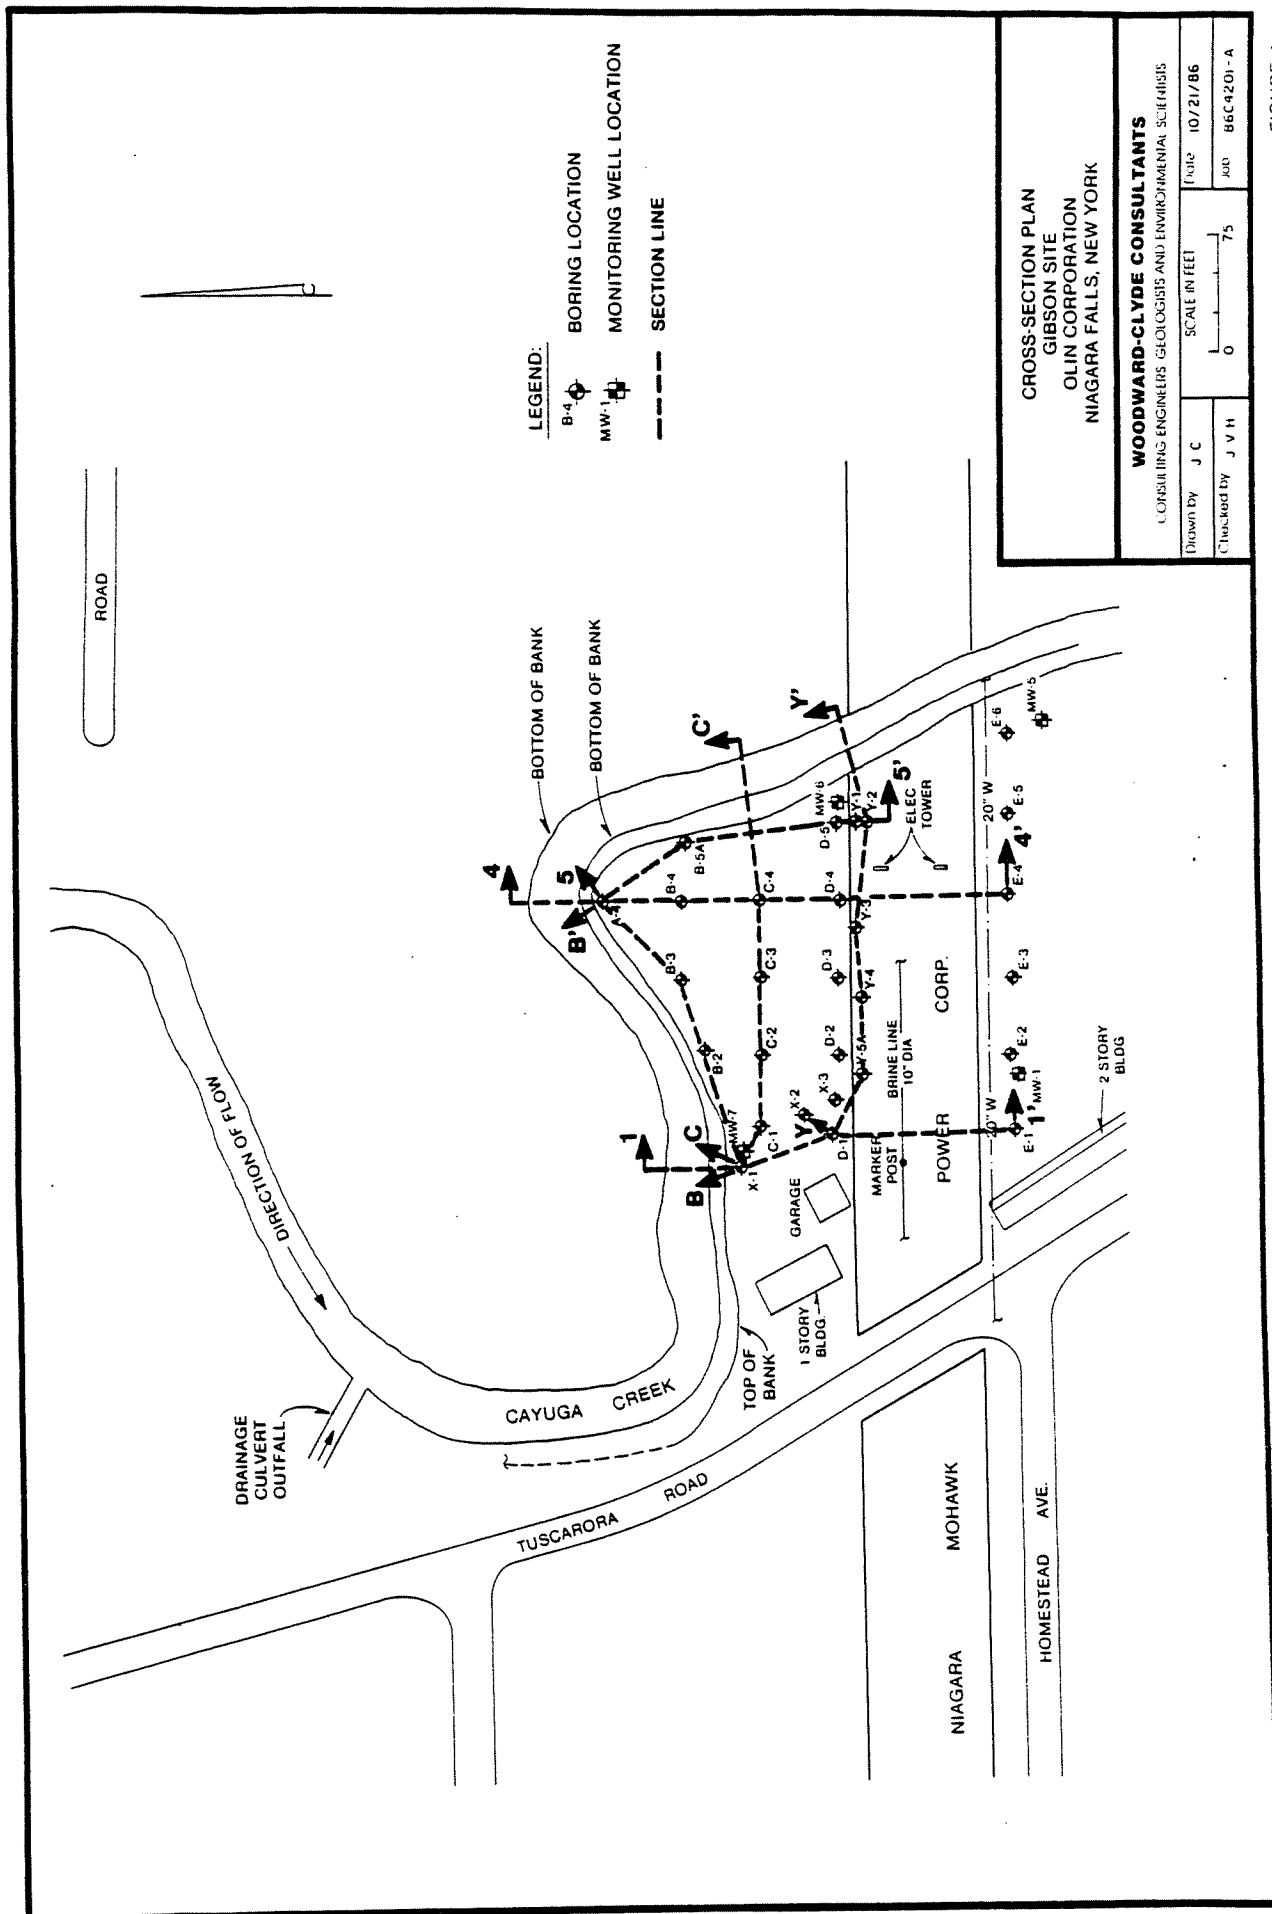 ROAD
LEGEND:
B-4
BORING LOCATION
MW-1
MONITORING WELL LOCATION
SECTION LINE
DIRECTION OF FLOW
DRAINAGE
CULVERT
OUTFALL
CAYUGA CREEK
TUSCARORA ROAD
TOP OF
BANK
BOTTOM OF BANK
BOTTOM OF BANK
1 STORY
BLDG.
GARAGE
MARKER
POST
BRINE LINE
10" DIA
ELEC
TOWER
NIAGARA MOHAWK POWER CORP.
HOMESTEAD AVE.
2 STORY
BLDG
20" W
20" W
4
5
B'
A-4
B-5A
B-4
B-3
B-2
C'
C-4
C-3
C-2
C-1
MW-7
1
C
B
X-1
X-2
X-3
Y
Y'
D-1
D-2
D-3
D-4
D-5
MW-6
Y-1
Y-2
Y-3
Y-4
Y-5A
5'
4'
1'
E-1
MW-1
E-2
E-3
E-4
E-5
E-6
MW-5
CROSS-SECTION PLAN
GIBSON SITE
OLIN CORPORATION
NIAGARA FALLS, NEW YORK
WOODWARD-CLYDE CONSULTANTS
CONSULTING ENGINEERS GEOLOGISTS AND ENVIRONMENTAL SCIENTISTS
Drawn by J C
SCALE IN FEET
Date 10/21/86
Checked by J V H
0 75
Job 86C4201-A